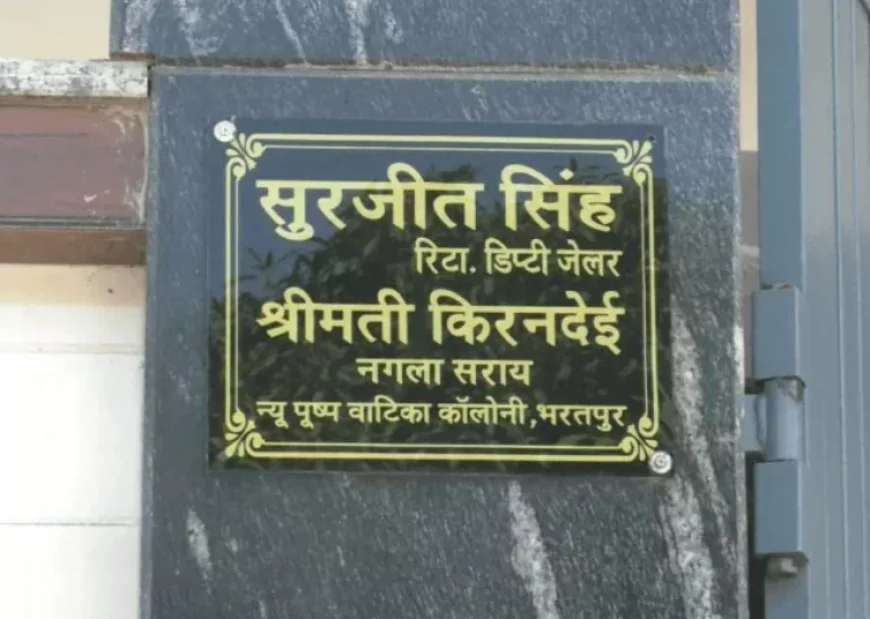 सुरजीत सिंह
रिटा. डिप्टी जेलर
श्रीमती किरनदेई
नगला सराय
न्यू पूष्प वाटिका कॉलोनी,भरतपुर